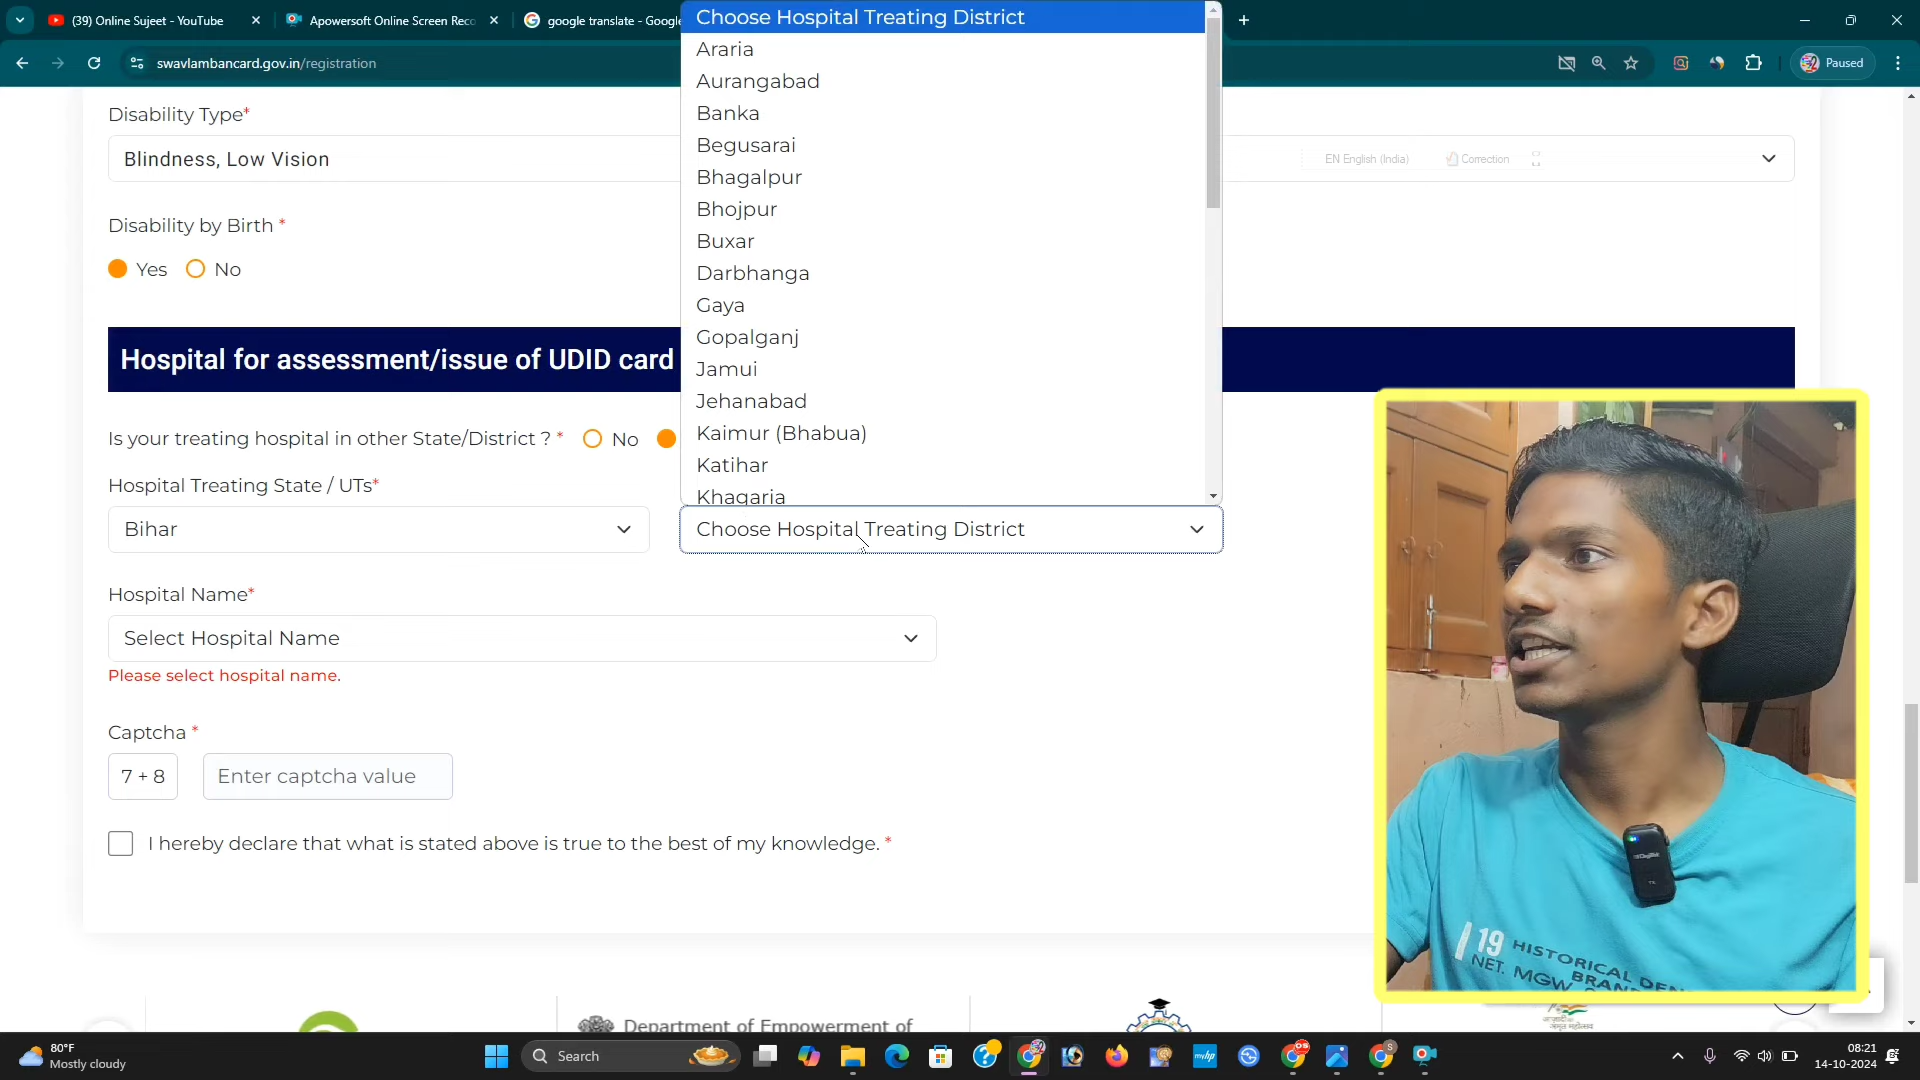 (39) Online Sujeet - YouTube
Apowersoft Online Screen Reco
google translate - Google
swavlambancard.gov.in/registration
Paused
Disability Type*
Blindness, Low Vision
EN English (India)
Correction
Disability by Birth *
Yes
No
Hospital for assessment/issue of UDID card
Is your treating hospital in other State/District ? *
No
Hospital Treating State / UTs*
Bihar
Choose Hospital Treating District
Araria
Aurangabad
Banka
Begusarai
Bhagalpur
Bhojpur
Buxar
Darbhanga
Gaya
Gopalganj
Jamui
Jehanabad
Kaimur (Bhabua)
Katihar
Khagaria
Choose Hospital Treating District
Hospital Name*
Select Hospital Name
Please select hospital name.
Captcha *
7 + 8
Enter captcha value
I hereby declare that what is stated above is true to the best of my knowledge. *
19 HISTORICAL
NET. MGW
Department of Empowerment of
80°F
Mostly cloudy
Search
08:21
14-10-2024